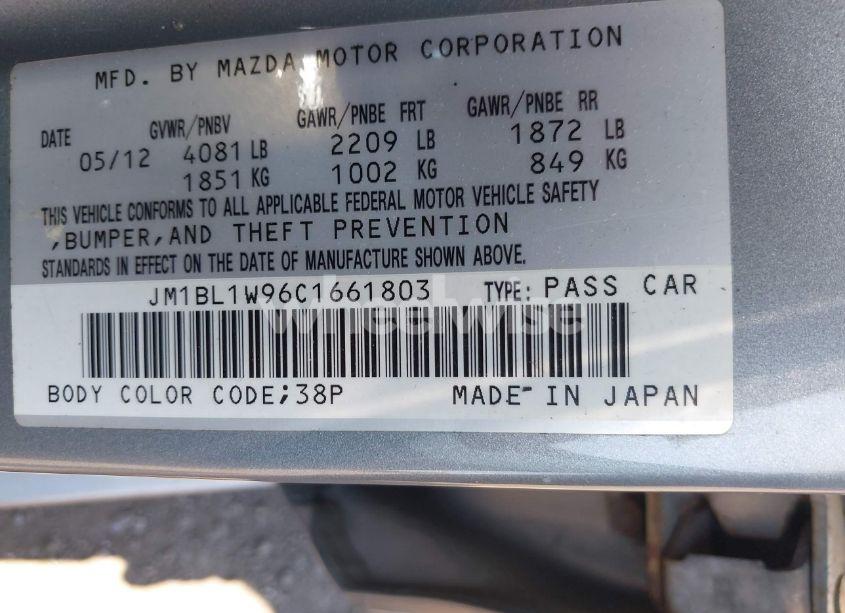 MFD. BY MAZDA MOTOR CORPORATION
DATE GVWR/PNBV GAWR/PNBE FRT GAWR/PNBE RR
05/12 4081 LB 2209 LB 1872 LB
1851 KG 1002 KG 849 KG
THIS VEHICLE CONFORMS TO ALL APPLICABLE FEDERAL MOTOR VEHICLE SAFETY
,BUMPER,AND THEFT PREVENTION
STANDARDS IN EFFECT ON THE DATE OF MANUFACTURE SHOWN ABOVE.
JM1BL1W96C1661803 TYPE: PASS CAR
wheelwise
BODY COLOR CODE;38P MADE IN JAPAN